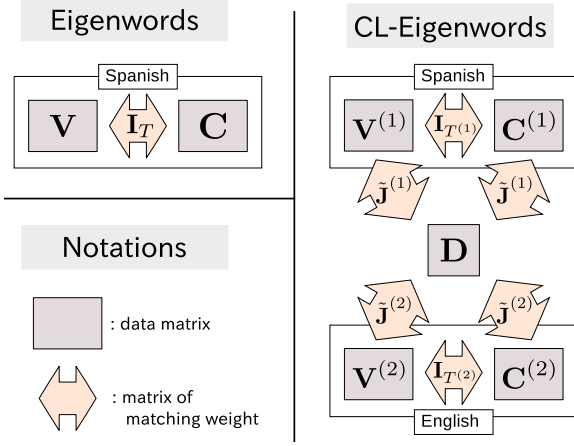 Eigenwords
Spanish
V I_T C
Notations
: data matrix
: matrix of
matching weight
CL-Eigenwords
Spanish
V^(1) I_T^(1) C^(1)
J̃^(1) J̃^(1)
D
J̃^(2) J̃^(2)
V^(2) I_T^(2) C^(2)
English